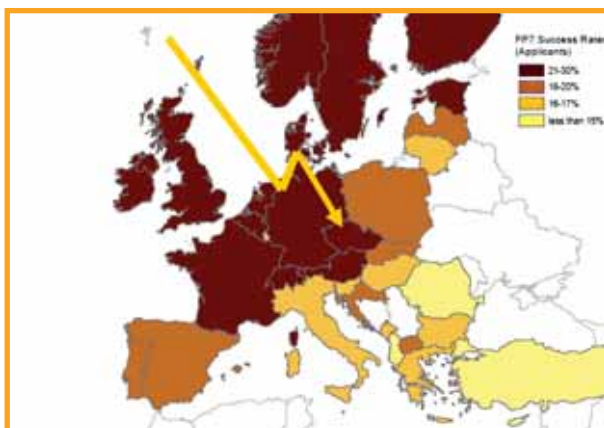 FP7 Success Rates
(Applicants)
21-30%
18-20%
16-17%
less than 15%